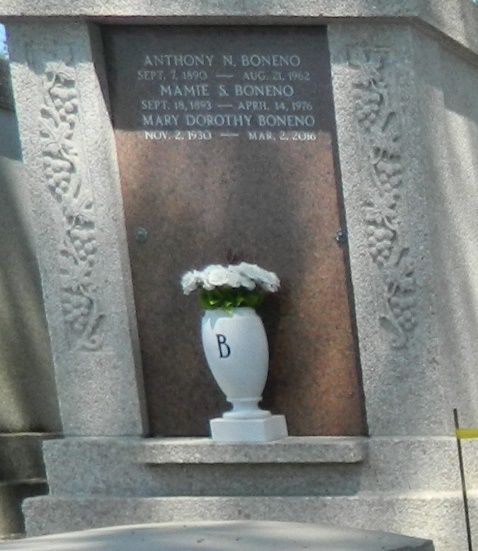 ANTHONY N. BONENO
SEPT. 7, 1890 — AUG. 21, 1962
MAMIE S. BONENO
SEPT. 18, 1893 — APRIL 14, 1976
MARY DOROTHY BONENO
NOV. 2, 1930 — MAR. 2, 2016
B